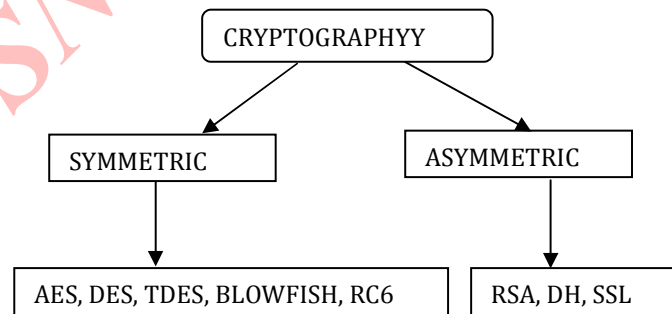 CRYPTOGRAPHYY
SYMMETRIC
ASYMMETRIC
AES, DES, TDES, BLOWFISH, RC6
RSA, DH, SSL